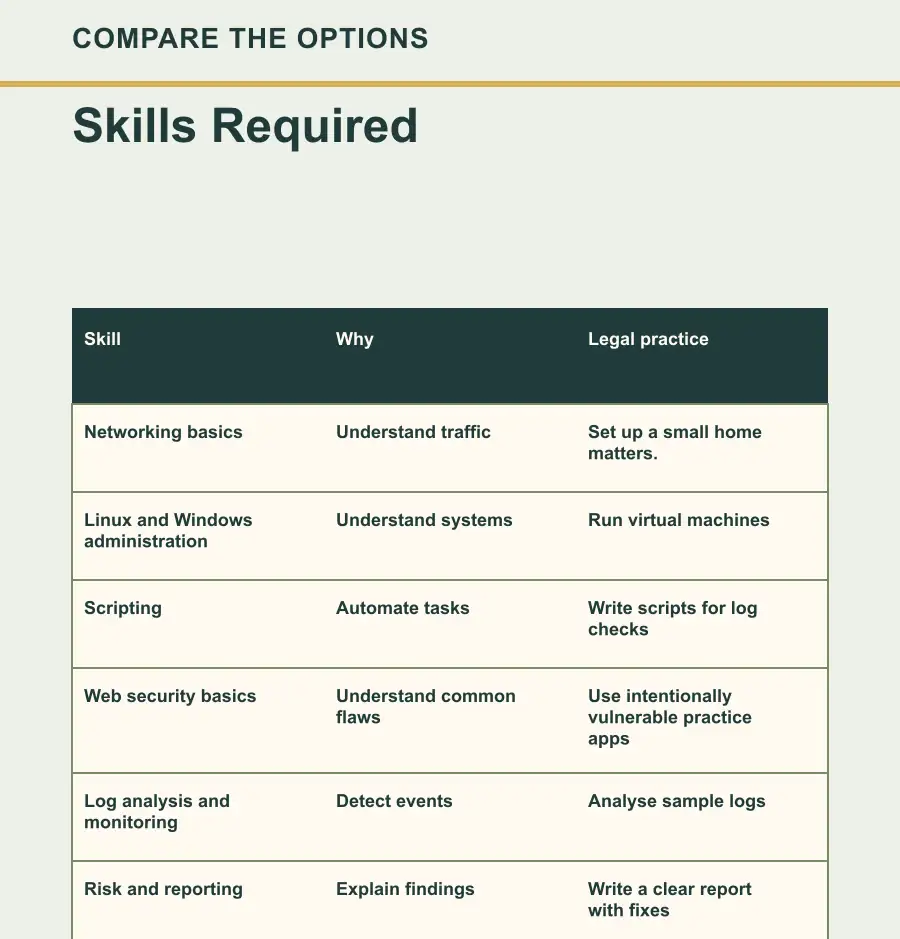 COMPARE THE OPTIONS
Skills Required
Skill Why Legal practice
Networking basics Understand traffic Set up a small home
matters.
Linux and Windows Understand systems Run virtual machines
administration
Scripting Automate tasks Write scripts for log
checks
Web security basics Understand common Use intentionally
flaws vulnerable practice
apps
Log analysis and Detect events Analyse sample logs
monitoring
Risk and reporting Explain findings Write a clear report
with fixes